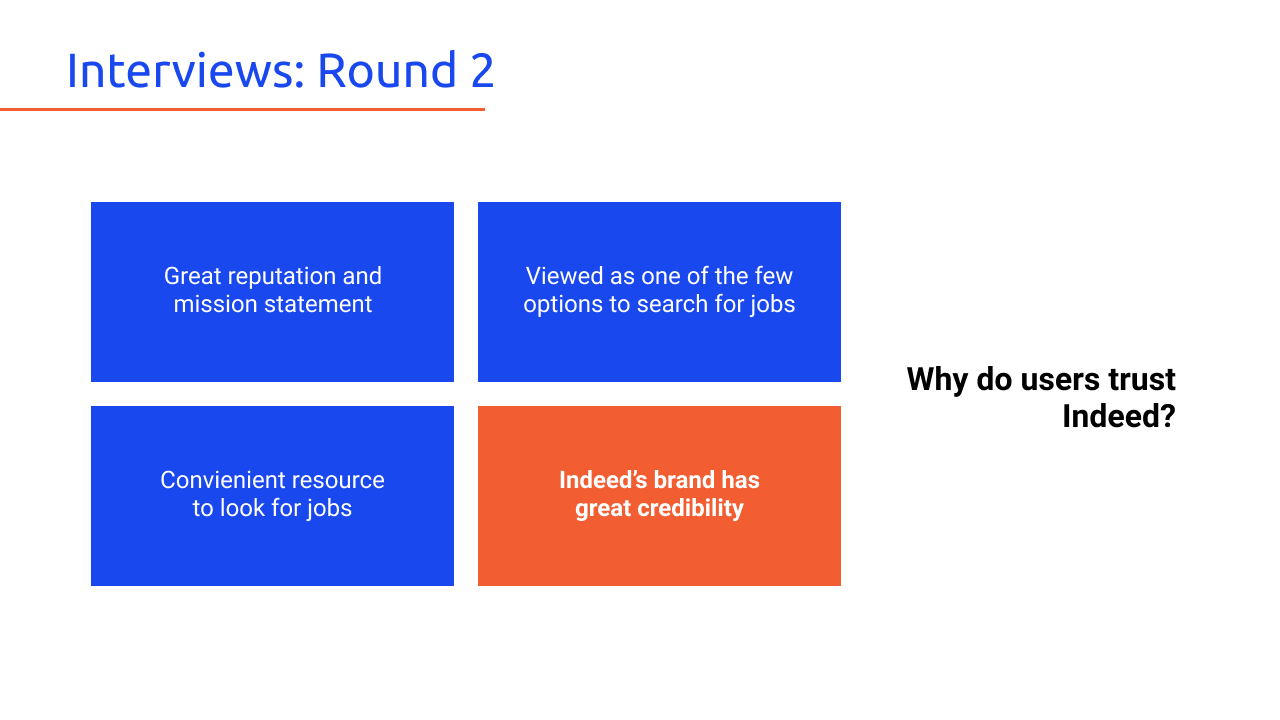 Interviews: Round 2
Great reputation and
mission statement
Viewed as one of the few
options to search for jobs
Convienient resource
to look for jobs
Indeed’s brand has
great credibility
Why do users trust
Indeed?